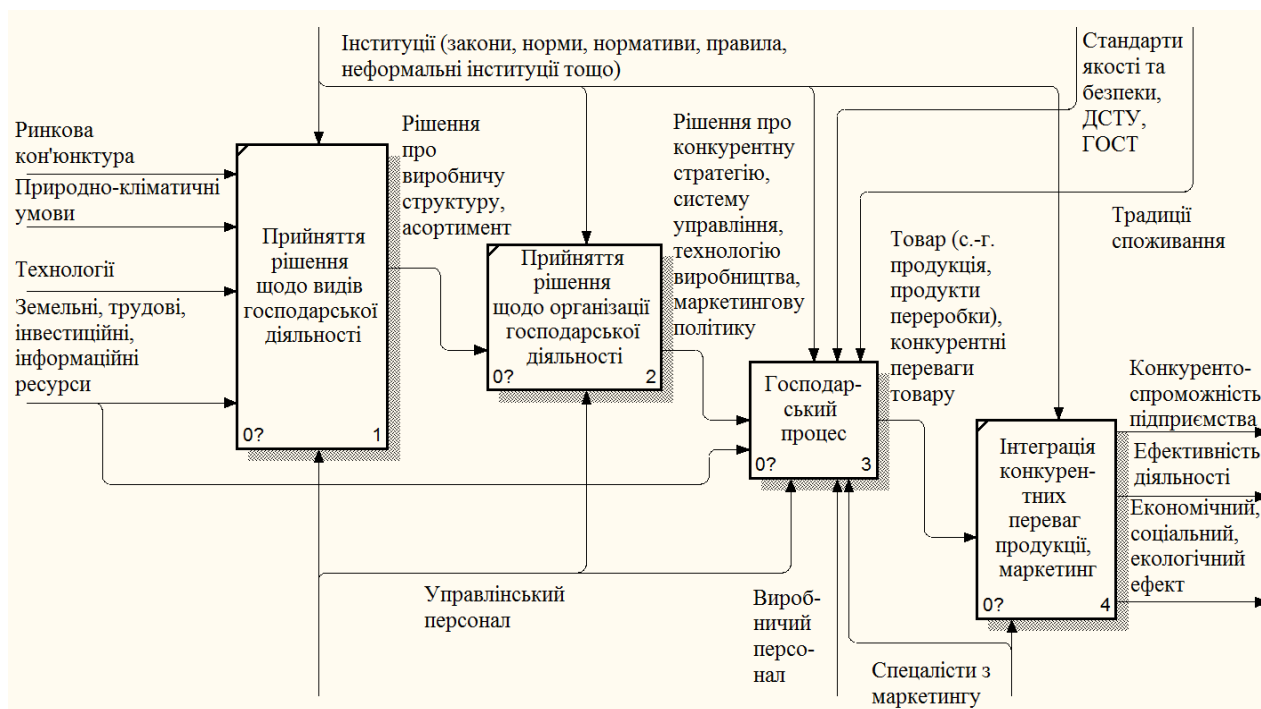 Інституції (закони, норми, нормативи, правила,
неформальні інституції тощо)
Стандарти
якості та
безпеки,
ДСТУ,
ГОСТ
Традиції
споживання
Ринкова
кон'юнктура
Природно-кліматичні
умови
Технології
Земельні, трудові,
інвестиційні,
інформаційні
ресурси
Прийняття
рішення
щодо видів
господарської
діяльності
0? 1
Рішення
про
виробничу
структуру,
асортимент
Прийняття
рішення
щодо організації
господарської
діяльності
0? 2
Рішення про
конкурентну
стратегію,
систему
управління,
технологію
виробництва,
маркетингову
політику
Господар-
ський
процес
0? 3
Товар (с.-г.
продукція,
продукти
переробки),
конкурентні
переваги
товару
Інтеграція
конкурен-
тних
переваг
продукції,
маркетинг
0? 4
Конкуренто-
спроможність
підприємства
Ефективність
діяльності
Економічний,
соціальний,
екологічний
ефект
Управлінський
персонал
Вироб-
ничий
персо-
нал
Спецалісти з
маркетингу